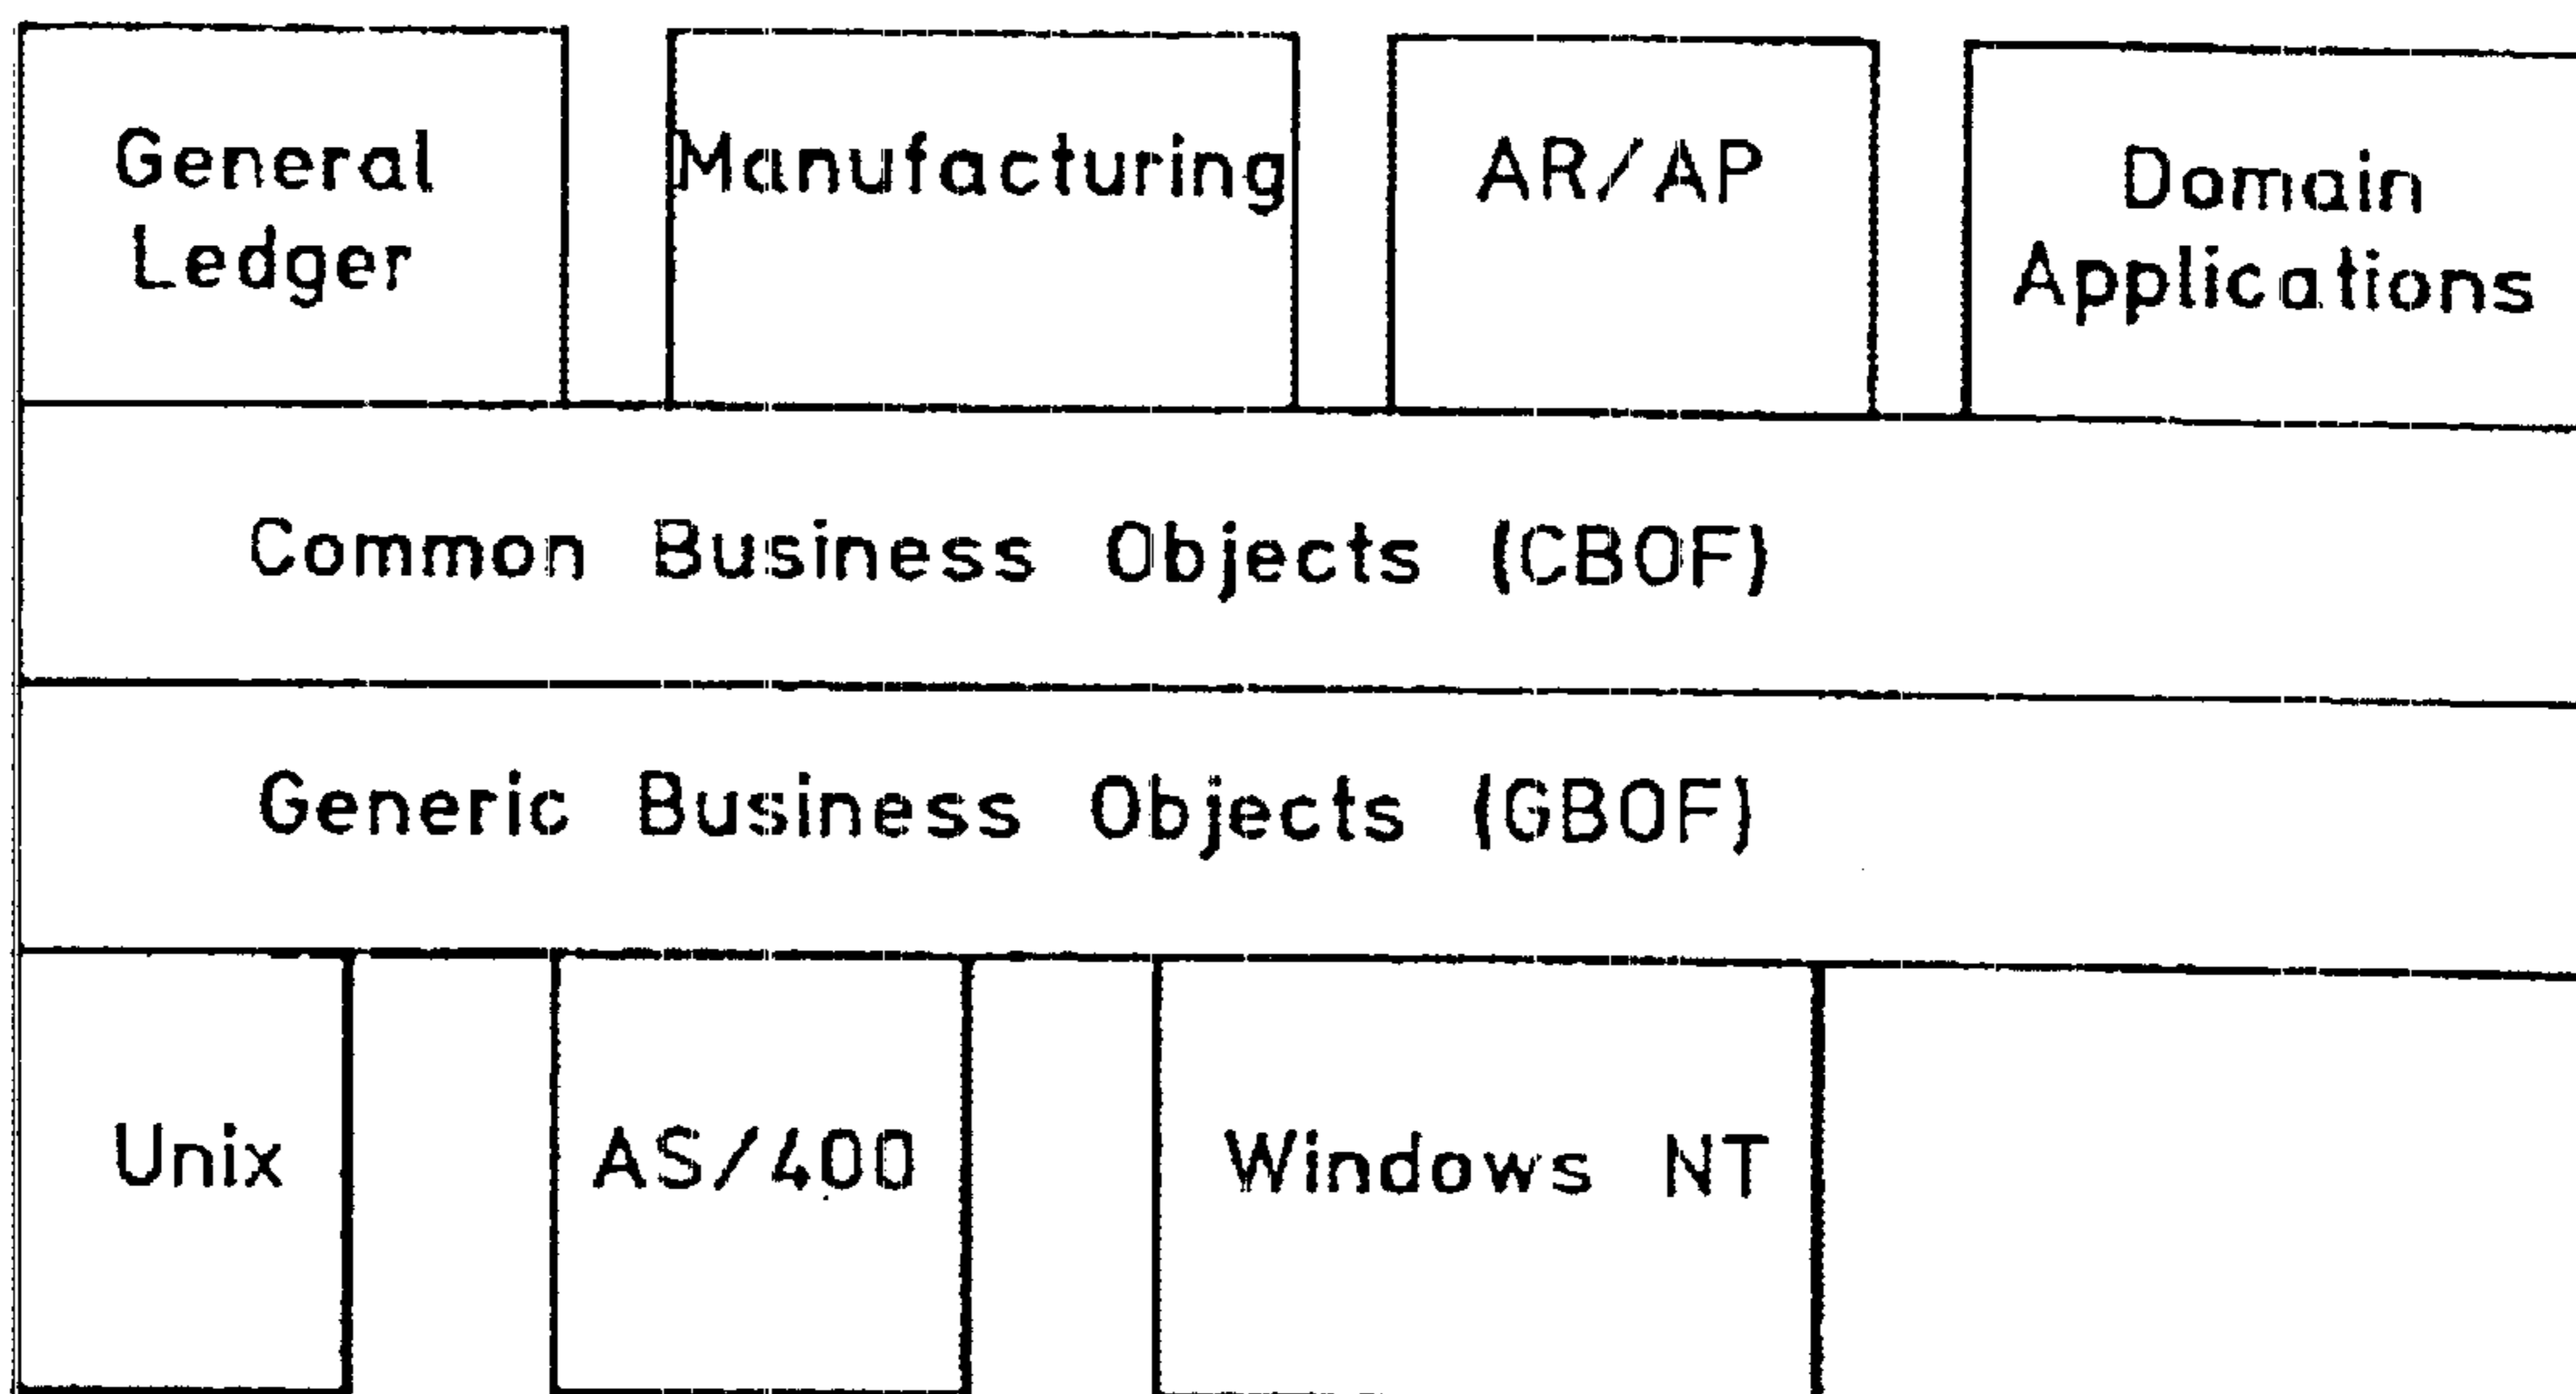 General
Ledger
Manufacturing
AR/AP
Domain
Applications
Common Business Objects (CBOF)
Generic Business Objects (GBOF)
Unix
AS/400
Windows NT